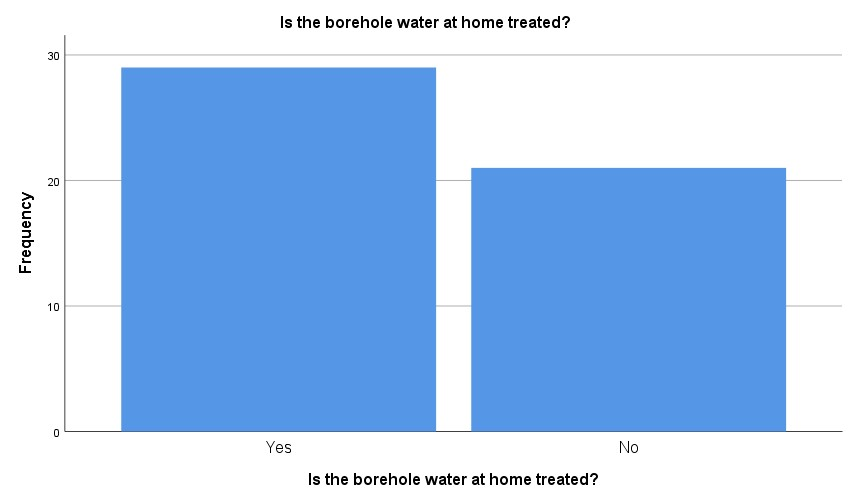 Is the borehole water at home treated?
30
20
10
0
Frequency
Yes
No
Is the borehole water at home treated?